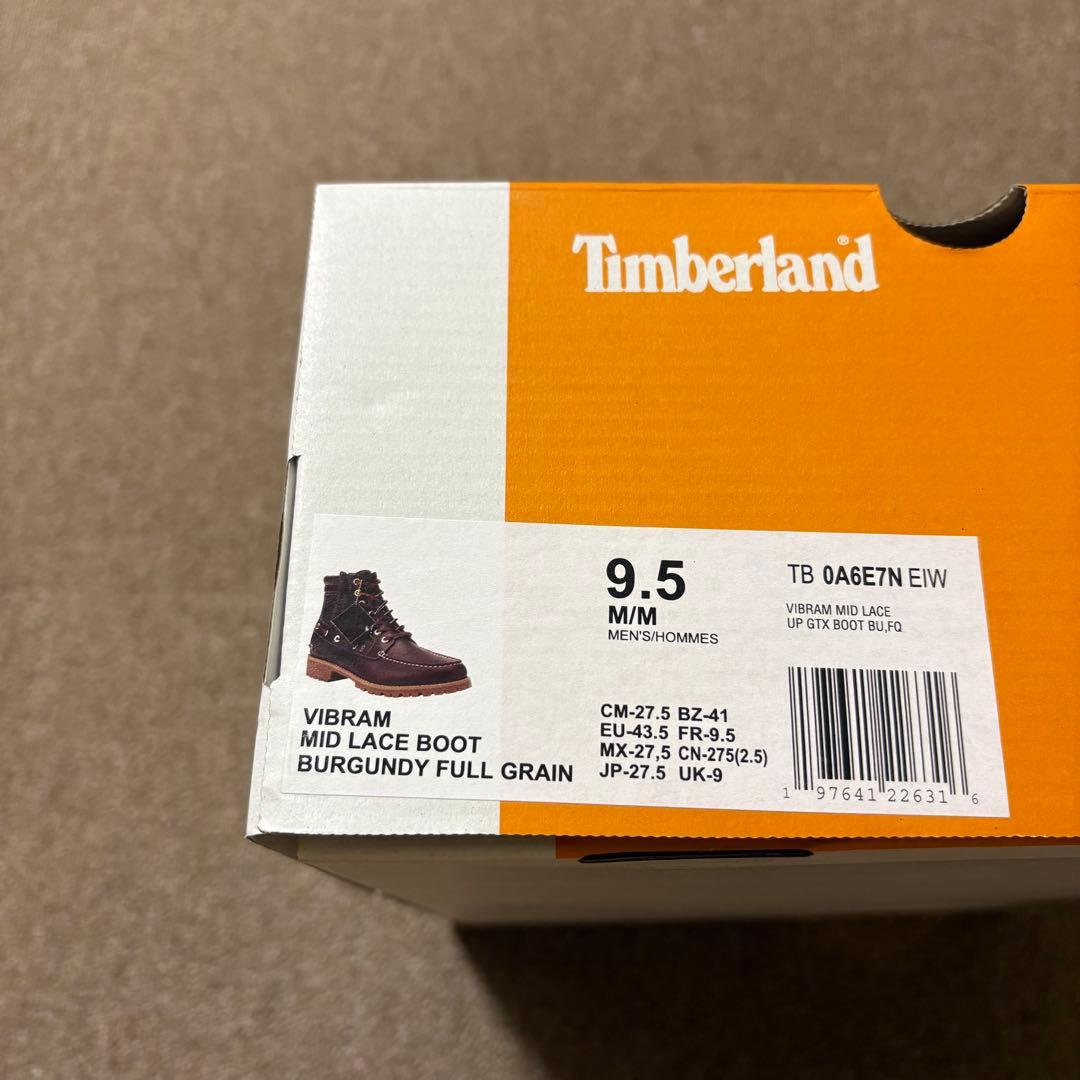 Timberland®
9.5
M/M
MEN'S/HOMMES
TB 0A6E7N EIW
VIBRAM MID LACE
UP GTX BOOT BU,FQ
VIBRAM
MID LACE BOOT
BURGUNDY FULL GRAIN
CM-27.5 BZ-41
EU-43.5 FR-9.5
MX-27,5 CN-275(2.5)
JP-27.5 UK-9
1 97641 22631 6